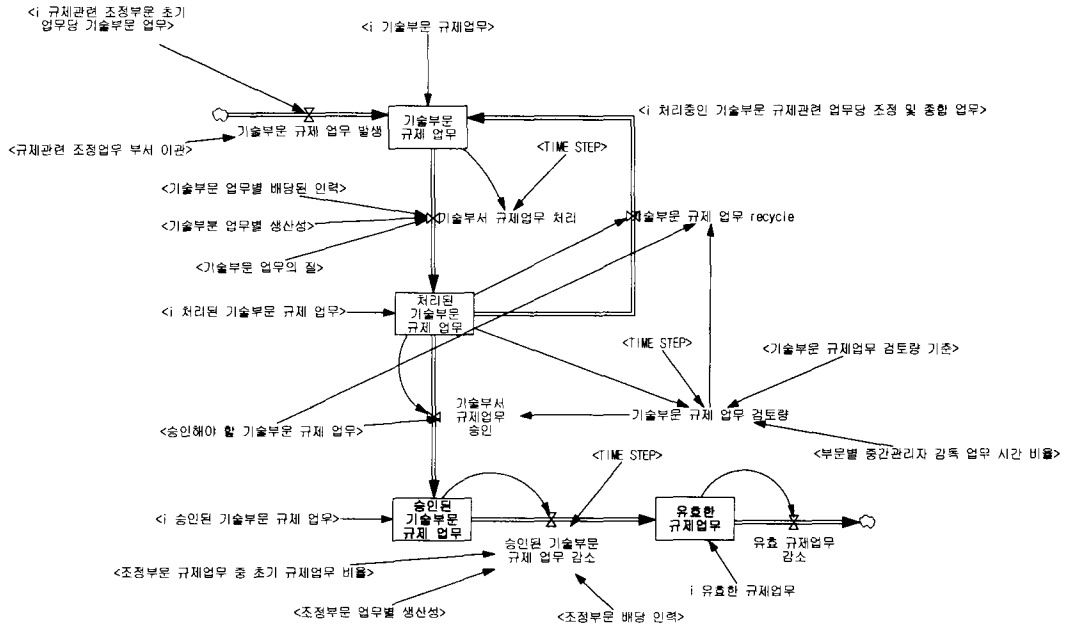 <i 규제관련 조정부문 초기
업무당 기술부문 업무>
<i 기술부문 규제업무>
기술부문
규제 업무
<i 처리중인 기술부문 규제관련 업무당 조정 및 종합 업무>
기술부문 규제 업무 발생
<규제관련 조정업무 부서 이관>
<TIME STEP>
<기술부문 업무별 배당된 인력>
<기술부문 업무별 생산성>
기술부서 규제업무 처리
술부문 규제 업무 recycle
<기술부문 업무의 질>
<i 처리된 기술부문 규제 업무>
처리된
기술부문
규제 업무
<TIME STEP>
<기술부문 규제업무 검토량 기준>
기술부서
규제업무
승인
기술부문 규제 업무 검토량
<승인해야 할 기술부문 규제 업무>
<부문별 중간관리자 감독 업무 시간 비율>
<TIME STEP>
<i 승인된 기술부문 규제 업무>
승인된
기술부문
규제 업무
유효한
규제업무
승인된 기술부문
규제 업무 감소
유효 규제업무
감소
<조정부문 규제업무 중 초기 규제업무 비율>
i 유효한 규제업무
<조정부문 업무별 생산성>
<조정부문 배당 인력>